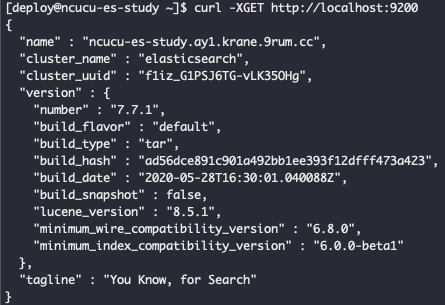 [deploy@ncucu-es-study ~]$ curl -XGET http://localhost:9200
{
  "name" : "ncucu-es-study.ay1.krane.9rum.cc",
  "cluster_name" : "elasticsearch",
  "cluster_uuid" : "f1iz_G1PSJ6TG-vLK35OHg",
  "version" : {
    "number" : "7.7.1",
    "build_flavor" : "default",
    "build_type" : "tar",
    "build_hash" : "ad56dce891c901a492bb1ee393f12dfff473a423",
    "build_date" : "2020-05-28T16:30:01.040088Z",
    "build_snapshot" : false,
    "lucene_version" : "8.5.1",
    "minimum_wire_compatibility_version" : "6.8.0",
    "minimum_index_compatibility_version" : "6.0.0-beta1"
  },
  "tagline" : "You Know, for Search"
}